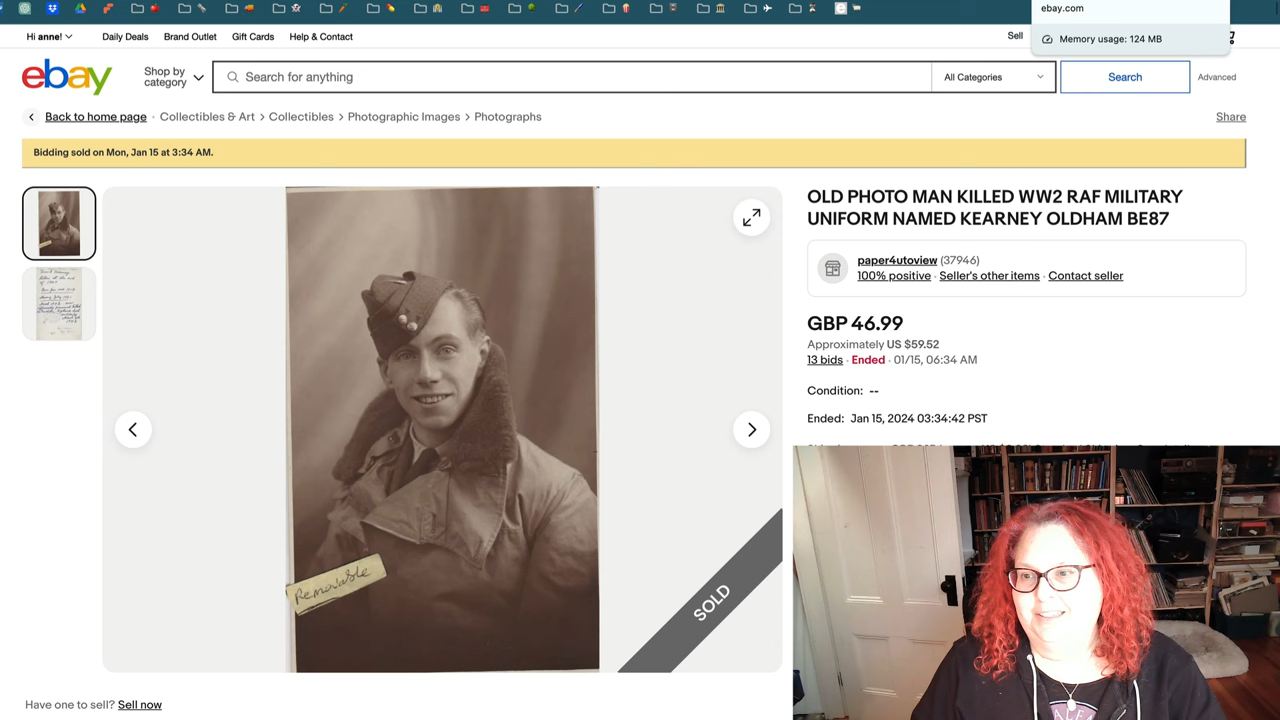 ebay.com
Memory usage: 124 MB
Hi anne!
Daily Deals
Brand Outlet
Gift Cards
Help & Contact
Sell
ebay
Shop by
category
Search for anything
All Categories
Search
Advanced
Back to home page
· Collectibles & Art > Collectibles > Photographic Images > Photographs
Share
Bidding sold on Mon, Jan 15 at 3:34 AM.
OLD PHOTO MAN KILLED WW2 RAF MILITARY
UNIFORM NAMED KEARNEY OLDHAM BE87
paper4utoview (37946)
100% positive · Seller's other items · Contact seller
GBP 46.99
Approximately US $59.52
13 bids · Ended · 01/15, 06:34 AM
Condition: --
Ended: Jan 15, 2024 03:34:42 PST
Removable
SOLD
Have one to sell? Sell now